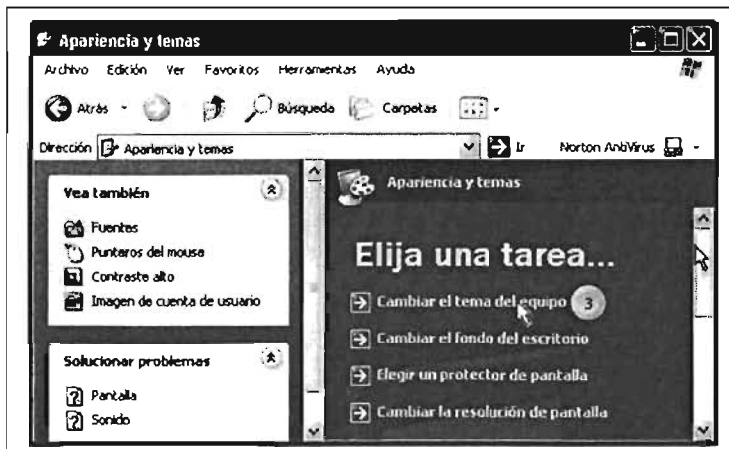 Apariencia y temas
Archivo Edición Ver Favoritos Herramientas Ayuda
Atrás Búsqueda Carpetas
Dirección Apariencia y temas Ir Norton AntiVirus
Vea también
Fuentes
Punteros del mouse
Contraste alto
Imagen de cuenta de usuario
Solucionar problemas
Pantalla
Sonido
Apariencia y temas
Elija una tarea...
Cambiar el tema del equipo 3
Cambiar el fondo del escritorio
Elegir un protector de pantalla
Cambiar la resolución de pantalla